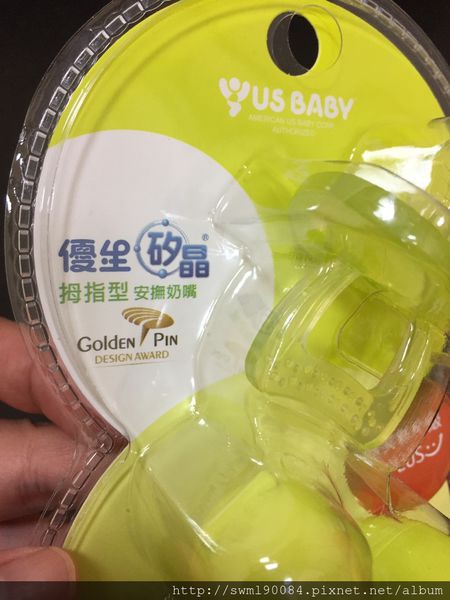 US BABY
AMERICAN US BABY CORP.
AUTHORIZED
優生矽晶®
拇指型 安撫奶嘴
GOLDEN PIN
DESIGN AWARD
http://swml90084.pixnet.net/album